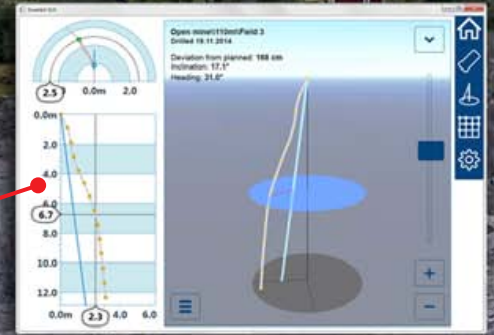 Open mine\110m\Field 3
Drilled 19.11.2014
Deviation from planned: 168 cm
Inclination: 17.1°
Heading: 31.0°
2.5
0.0m
2.0
0.0m
2.0
4.0
6.7
8.0
10.0
12.0
0.0m
2.3
4.0
6.0